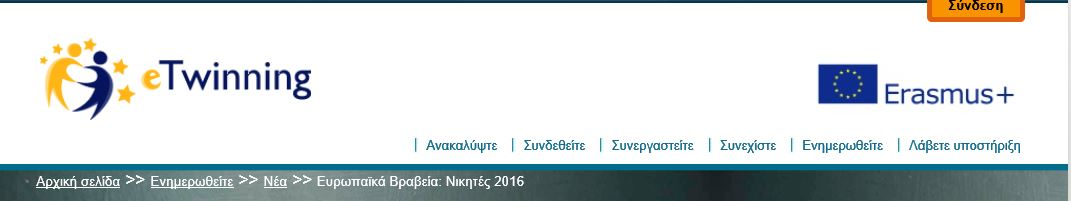 Σύνδεση
eTwinning
Erasmus+
| Ανακαλύψτε | Συνδεθείτε | Συνεργαστείτε | Συνεχίστε | Ενημερωθείτε | Λάβετε υποστήριξη
Αρχική σελίδα >> Ενημερωθείτε >> Νέα >> Ευρωπαϊκά Βραβεία: Νικητές 2016